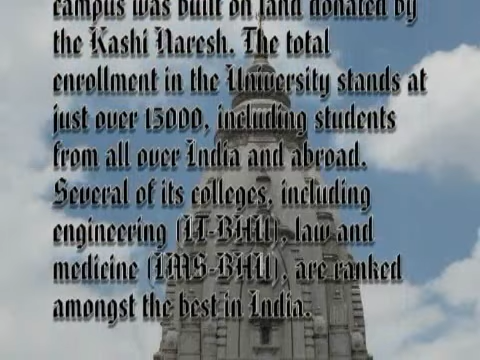 campus was built on land donated by
the Kashi Naresh. The total
enrollment in the University stands at
just over 15000, including students
from all over India and abroad.
Several of its colleges, including
engineering (IT-BHU), law and
medicine (IMS-BHU), are ranked
amongst the best in India.